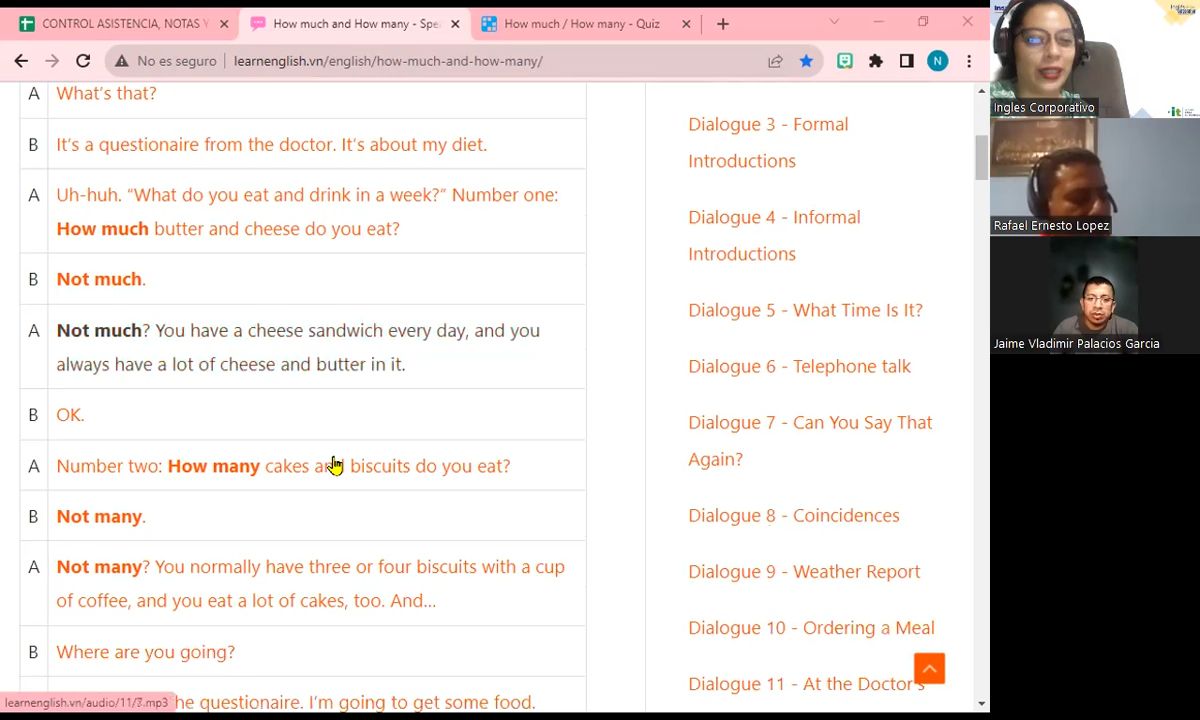 CONTROL ASISTENCIA, NOTAS Y
How much and How many - Spe
How much / How many - Quiz
No es seguro
learnenglish.vn/english/how-much-and-how-many/
N
A What's that?
B It's a questionaire from the doctor. It's about my diet.
A Uh-huh. "What do you eat and drink in a week?" Number one:
How much butter and cheese do you eat?
B Not much.
A Not much? You have a cheese sandwich every day, and you
always have a lot of cheese and butter in it.
B OK.
A Number two: How many cakes and biscuits do you eat?
B Not many.
A Not many? You normally have three or four biscuits with a cup
of coffee, and you eat a lot of cakes, too. And...
B Where are you going?
he questionaire. I'm going to get some food.
learnenglish.vn/audio/11/8.mp3
Dialogue 3 - Formal
Introductions
Dialogue 4 - Informal
Introductions
Dialogue 5 - What Time Is It?
Dialogue 6 - Telephone talk
Dialogue 7 - Can You Say That
Again?
Dialogue 8 - Coincidences
Dialogue 9 - Weather Report
Dialogue 10 - Ordering a Meal
Dialogue 11 - At the Doctor's
Ingles Corporativo
Rafael Ernesto Lopez
Jaime Vladimir Palacios Garcia